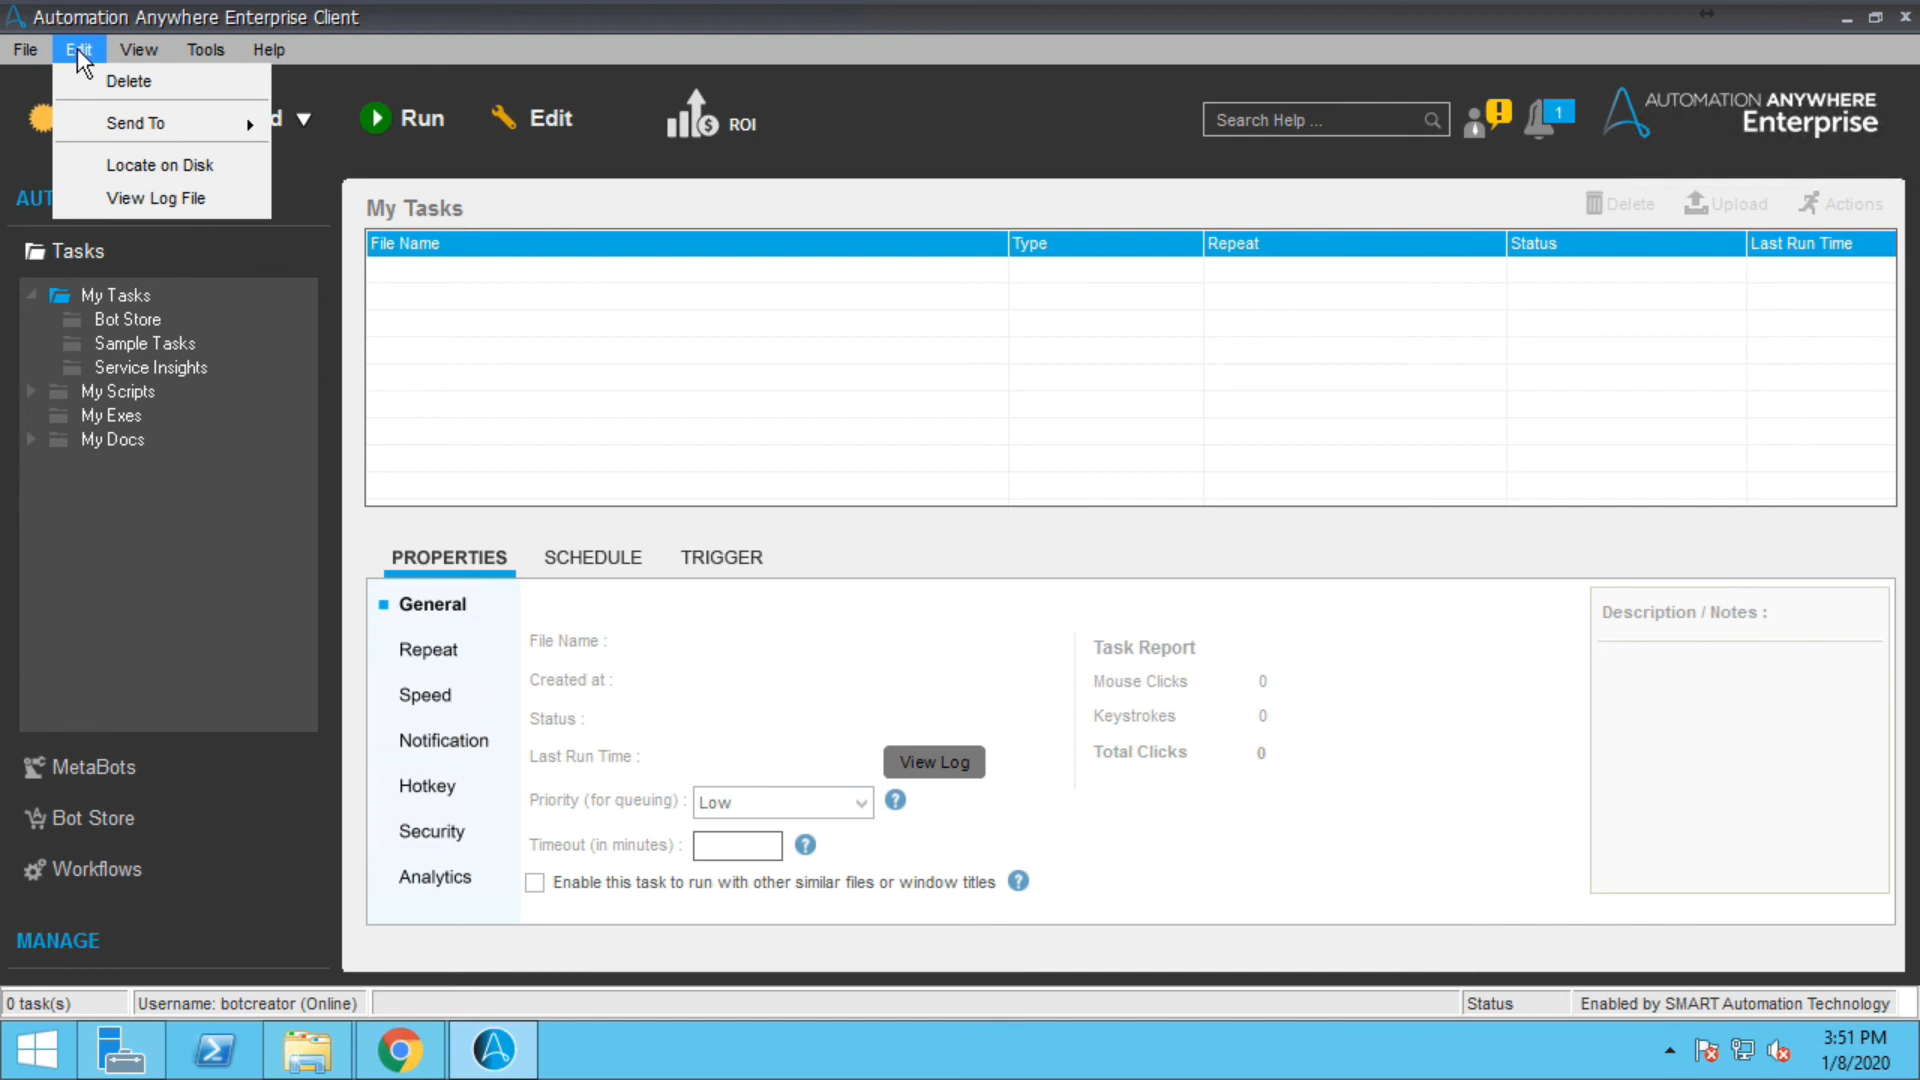 Automation Anywhere Enterprise Client
File Edit View Tools Help
Delete
Send To
Locate on Disk
View Log File
d
Run
Edit
ROI
Search Help ...
1
AUTOMATION ANYWHERE
Enterprise
AUT
Tasks
My Tasks
Bot Store
Sample Tasks
Service Insights
My Scripts
My Exes
My Docs
MetaBots
Bot Store
Workflows
MANAGE
My Tasks
Delete Upload Actions
File Name Type Repeat Status Last Run Time
PROPERTIES SCHEDULE TRIGGER
General
Repeat
Speed
Notification
Hotkey
Security
Analytics
File Name :
Created at :
Status :
Last Run Time :
View Log
Priority (for queuing) : Low
Timeout (in minutes) :
Enable this task to run with other similar files or window titles
Task Report
Mouse Clicks 0
Keystrokes 0
Total Clicks 0
Description / Notes :
0 task(s) Username: botcreator (Online) Status Enabled by SMART Automation Technology
3:51 PM
1/8/2020